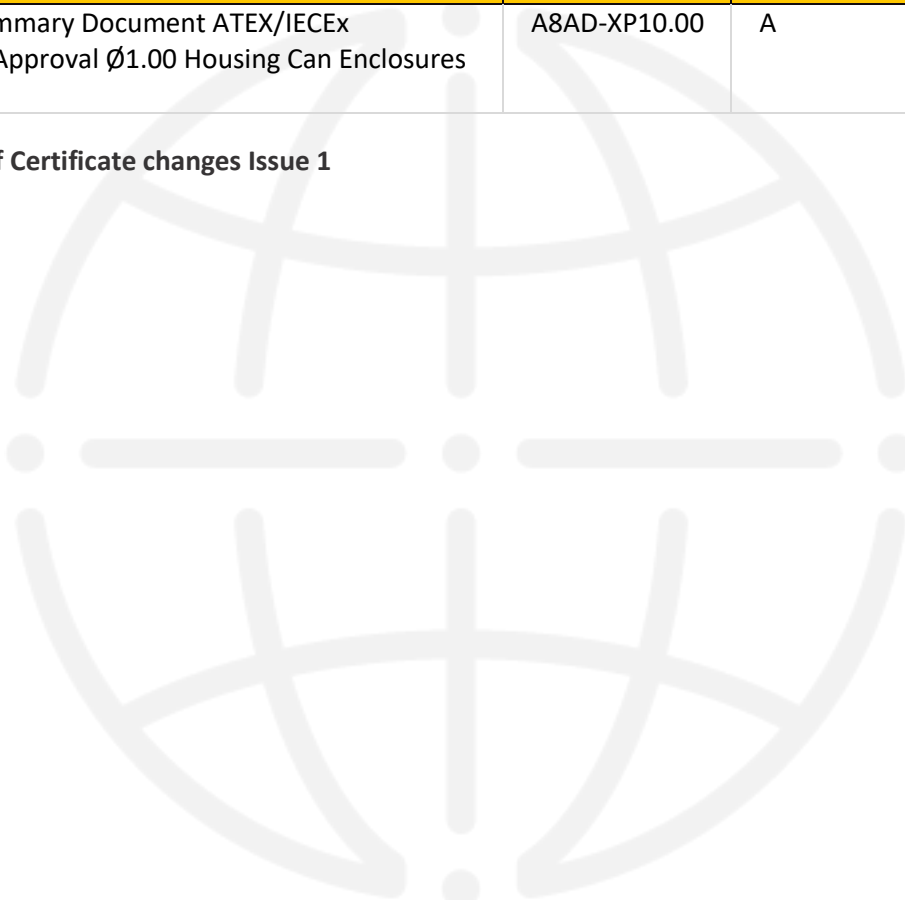 mmary Document ATEX/IECEx A8AD-XP10.00 A
Approval Ø1.00 Housing Can Enclosures
f Certificate changes Issue 1